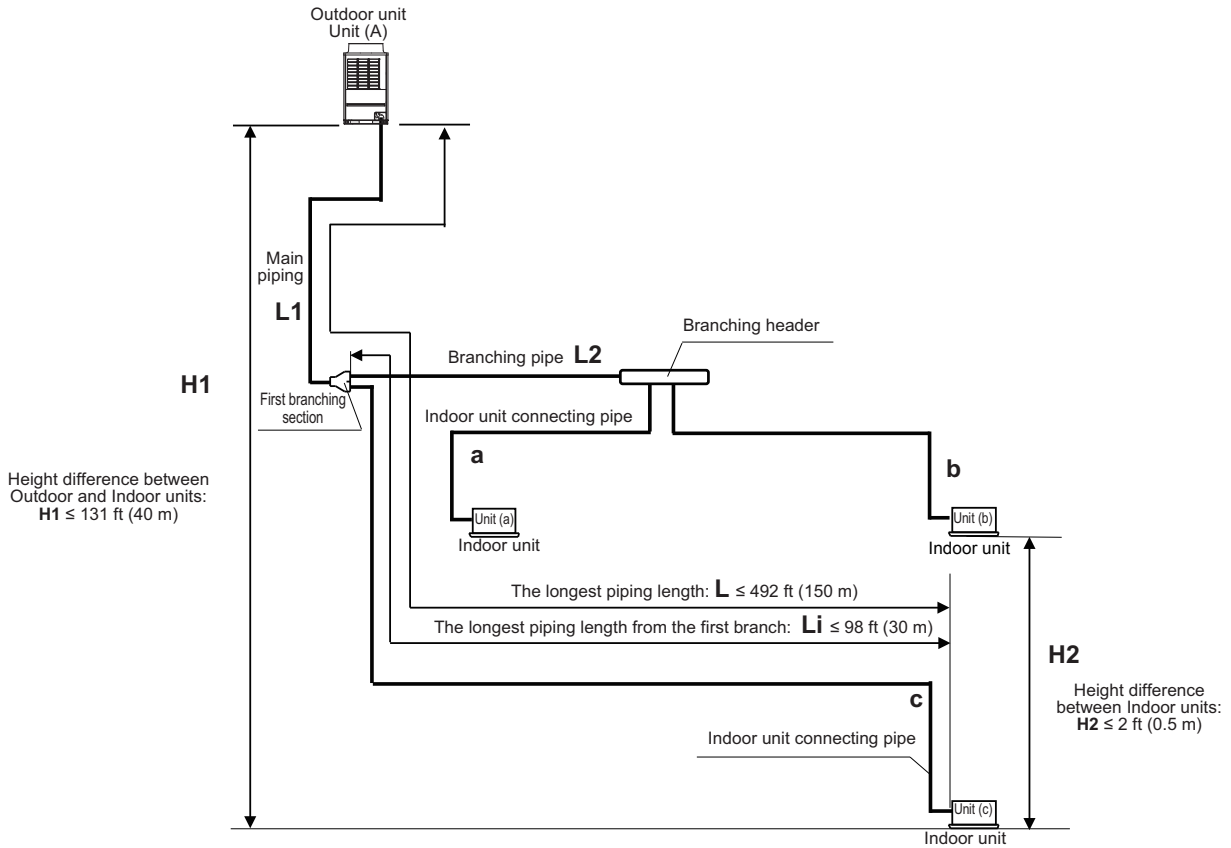 Outdoor unit
Unit (A)
Main
piping
L1
Branching header
Branching pipe L2
H1
First branching
section
Indoor unit connecting pipe
a
b
Height difference between
Outdoor and Indoor units:
H1 ≤ 131 ft (40 m)
Unit (a)
Indoor unit
Unit (b)
Indoor unit
The longest piping length: L ≤ 492 ft (150 m)
The longest piping length from the first branch: Li ≤ 98 ft (30 m)
H2
Height difference
between Indoor units:
H2 ≤ 2 ft (0.5 m)
c
Indoor unit connecting pipe
Unit (c)
Indoor unit